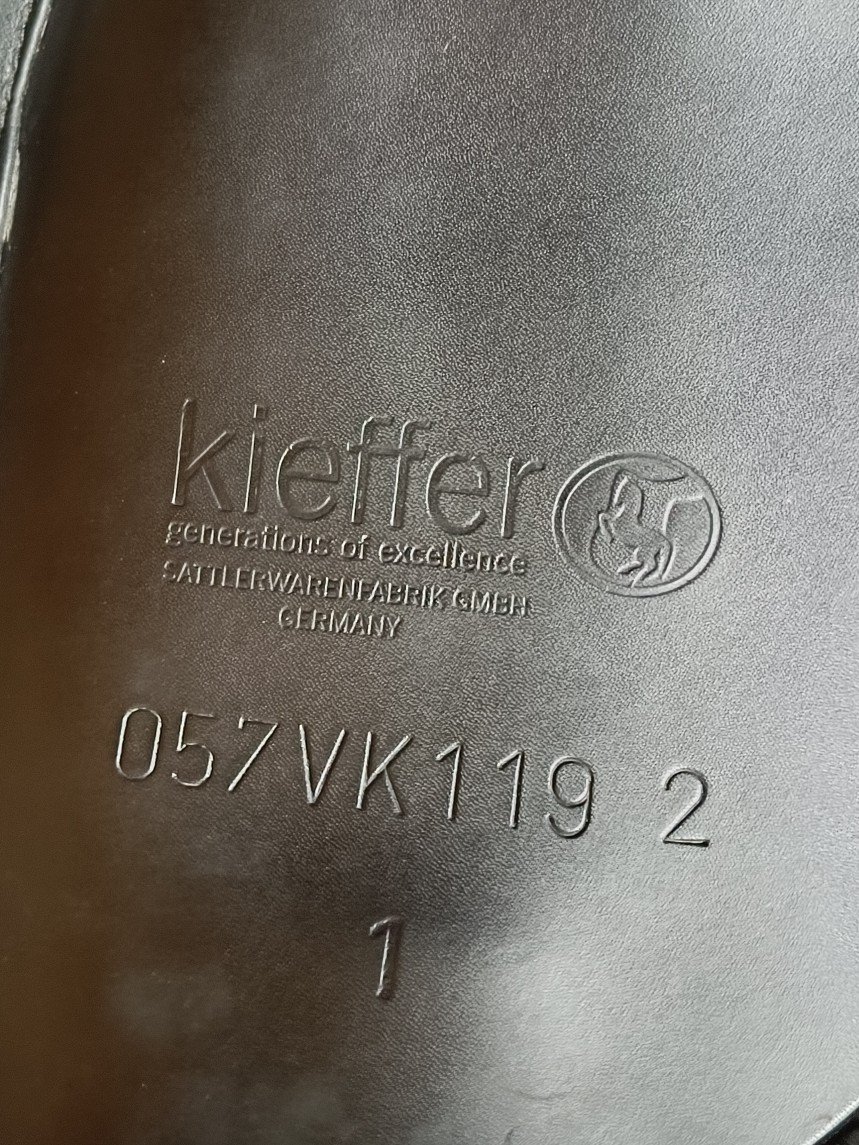 kieffer
generations of excellence
SATTLERWARENFABRIK GMBH
GERMANY
057VK119 2
1